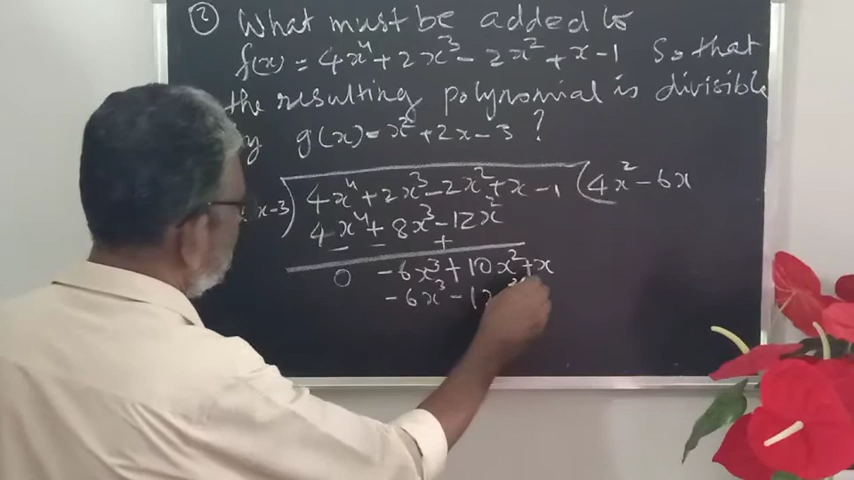 ② What must be added to
f(x) = 4x⁴ + 2x³ - 2x² + x - 1 So that
the resulting polynomial is divisible
y g(x) = x² + 2x - 3 ?
x - 3 ) 4x⁴ + 2x³ - 2x² + x - 1 ( 4x² - 6x
4x⁴ + 8x³ - 12x²
- - +
0 - 6x³ + 10x² + x
- 6x³ - 12